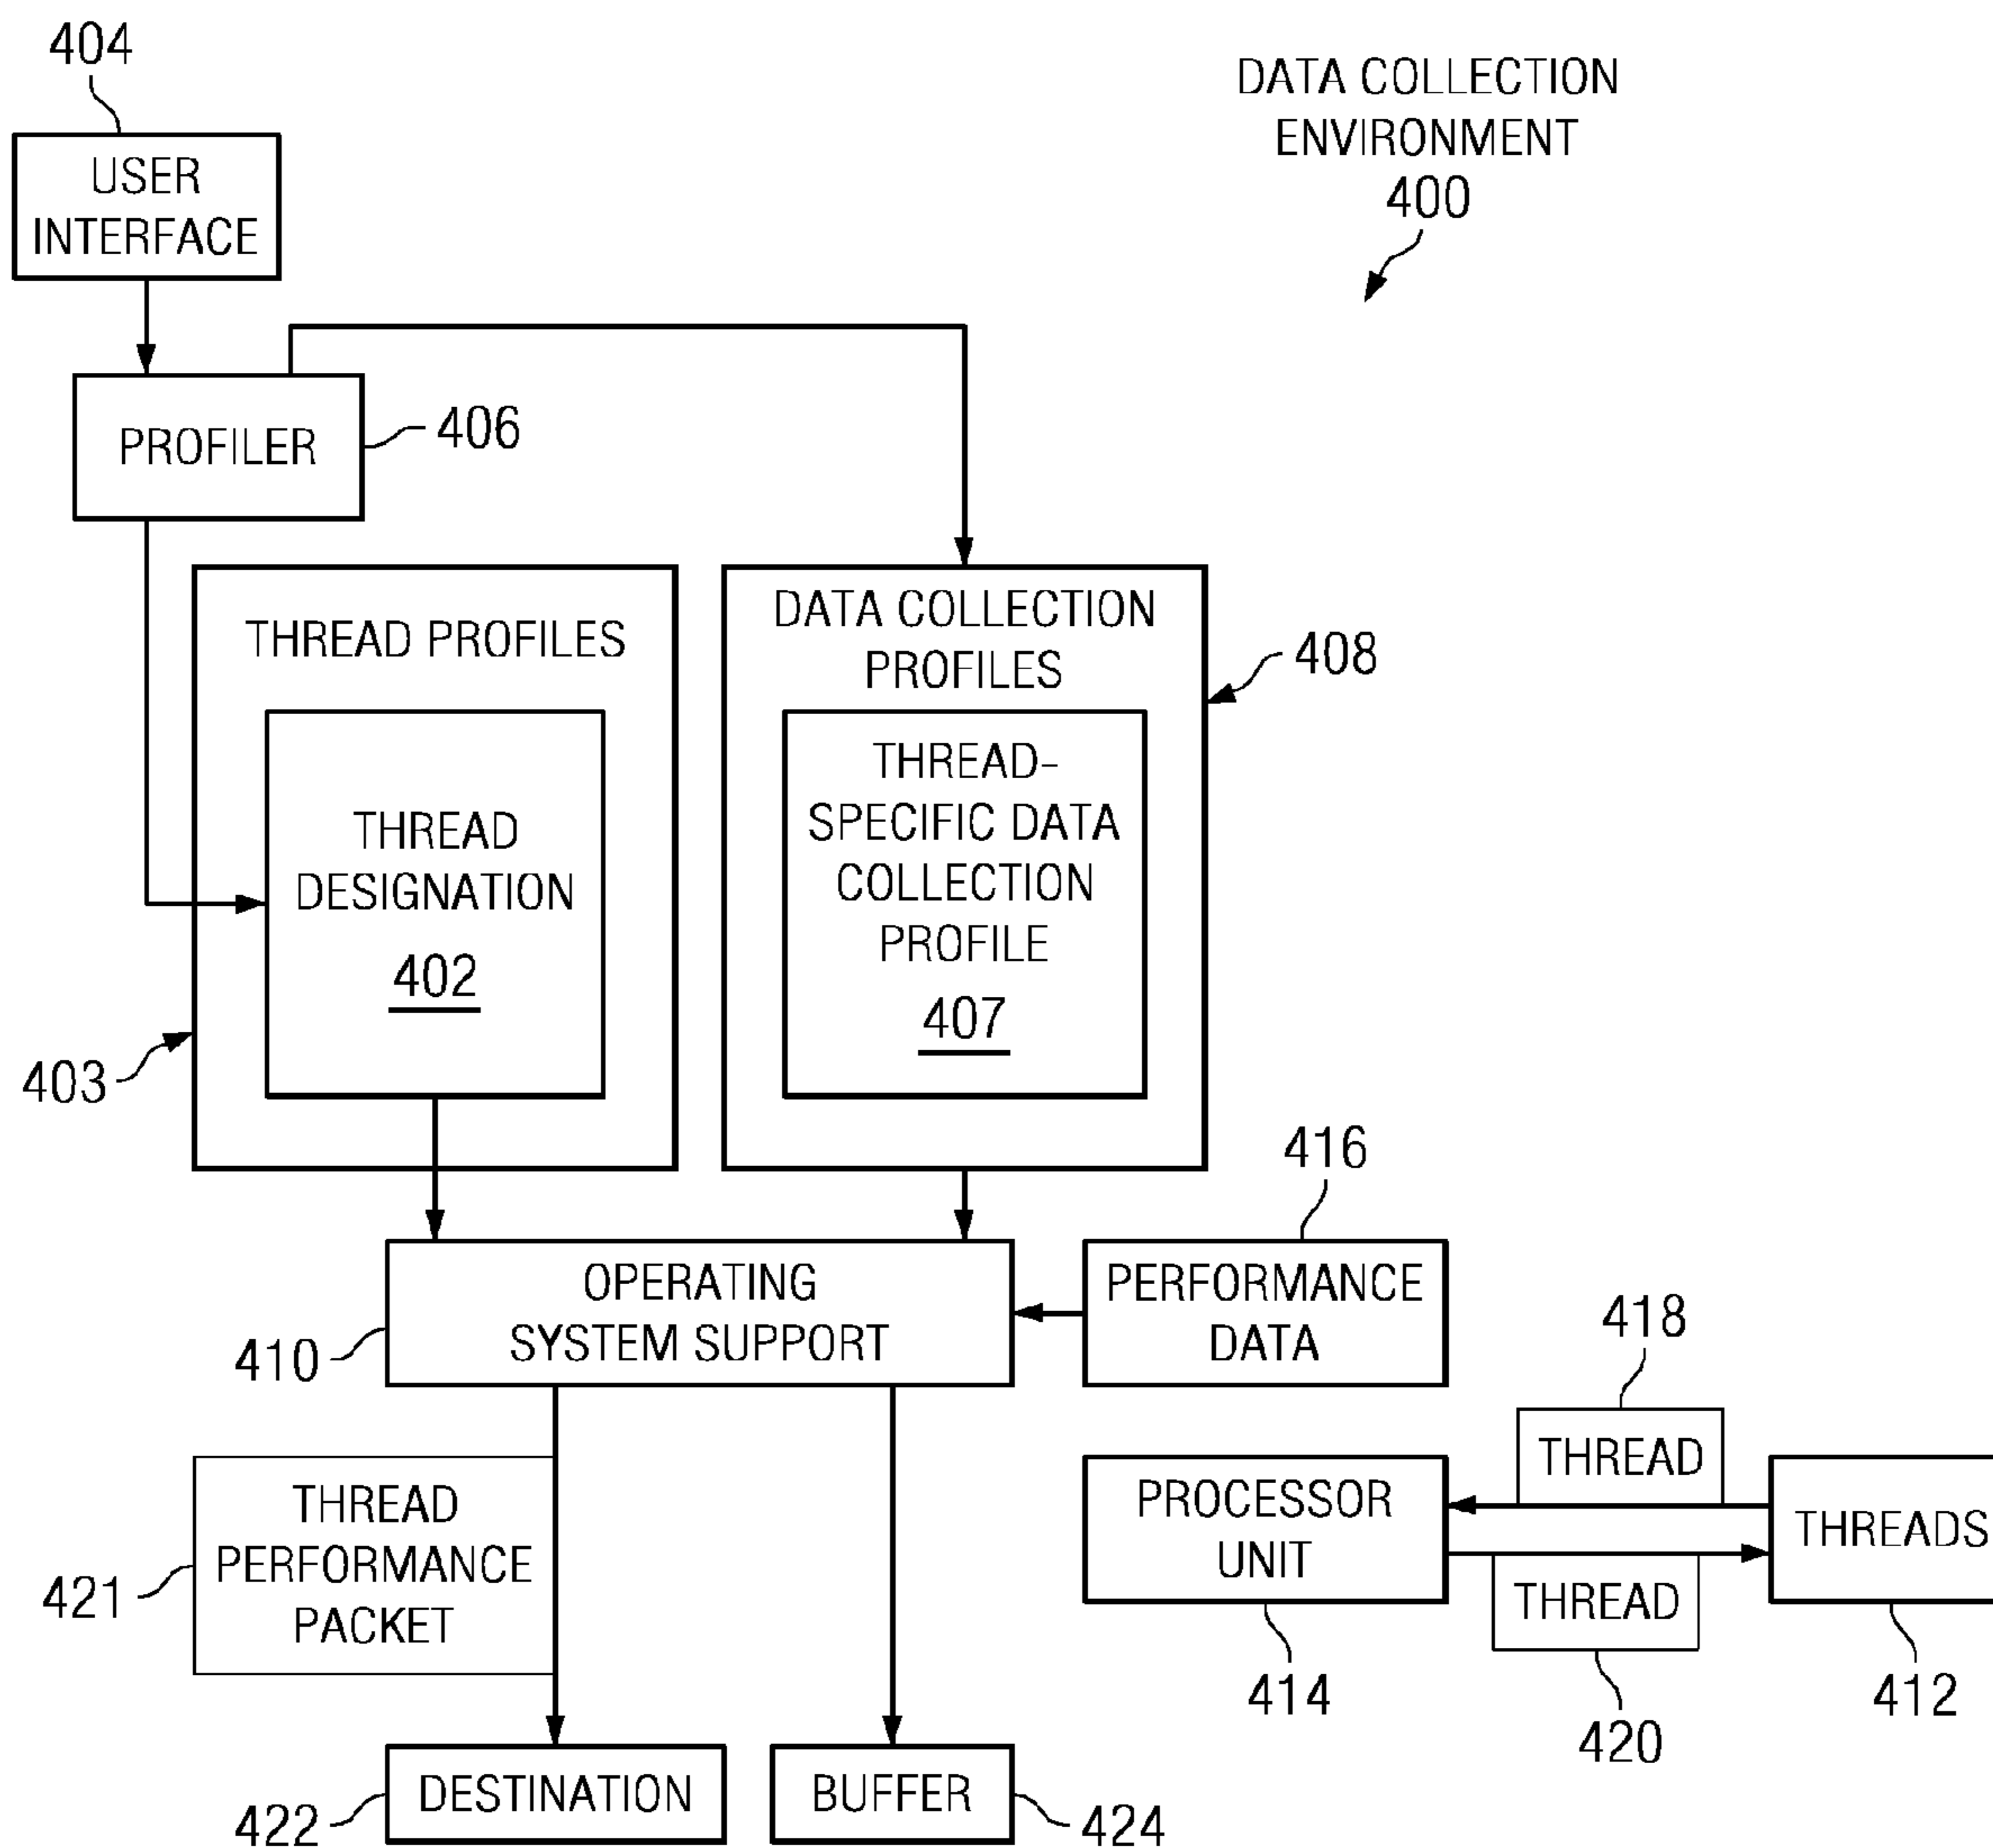 404
DATA COLLECTION
ENVIRONMENT
400
USER
INTERFACE
PROFILER
406
THREAD PROFILES
THREAD
DESIGNATION
402
403
DATA COLLECTION
PROFILES
408
THREAD-
SPECIFIC DATA
COLLECTION
PROFILE
407
416
OPERATING
SYSTEM SUPPORT
410
PERFORMANCE
DATA
418
THREAD
PROCESSOR
UNIT
THREADS
THREAD
414
420
412
THREAD
PERFORMANCE
PACKET
421
DESTINATION
422
BUFFER
424